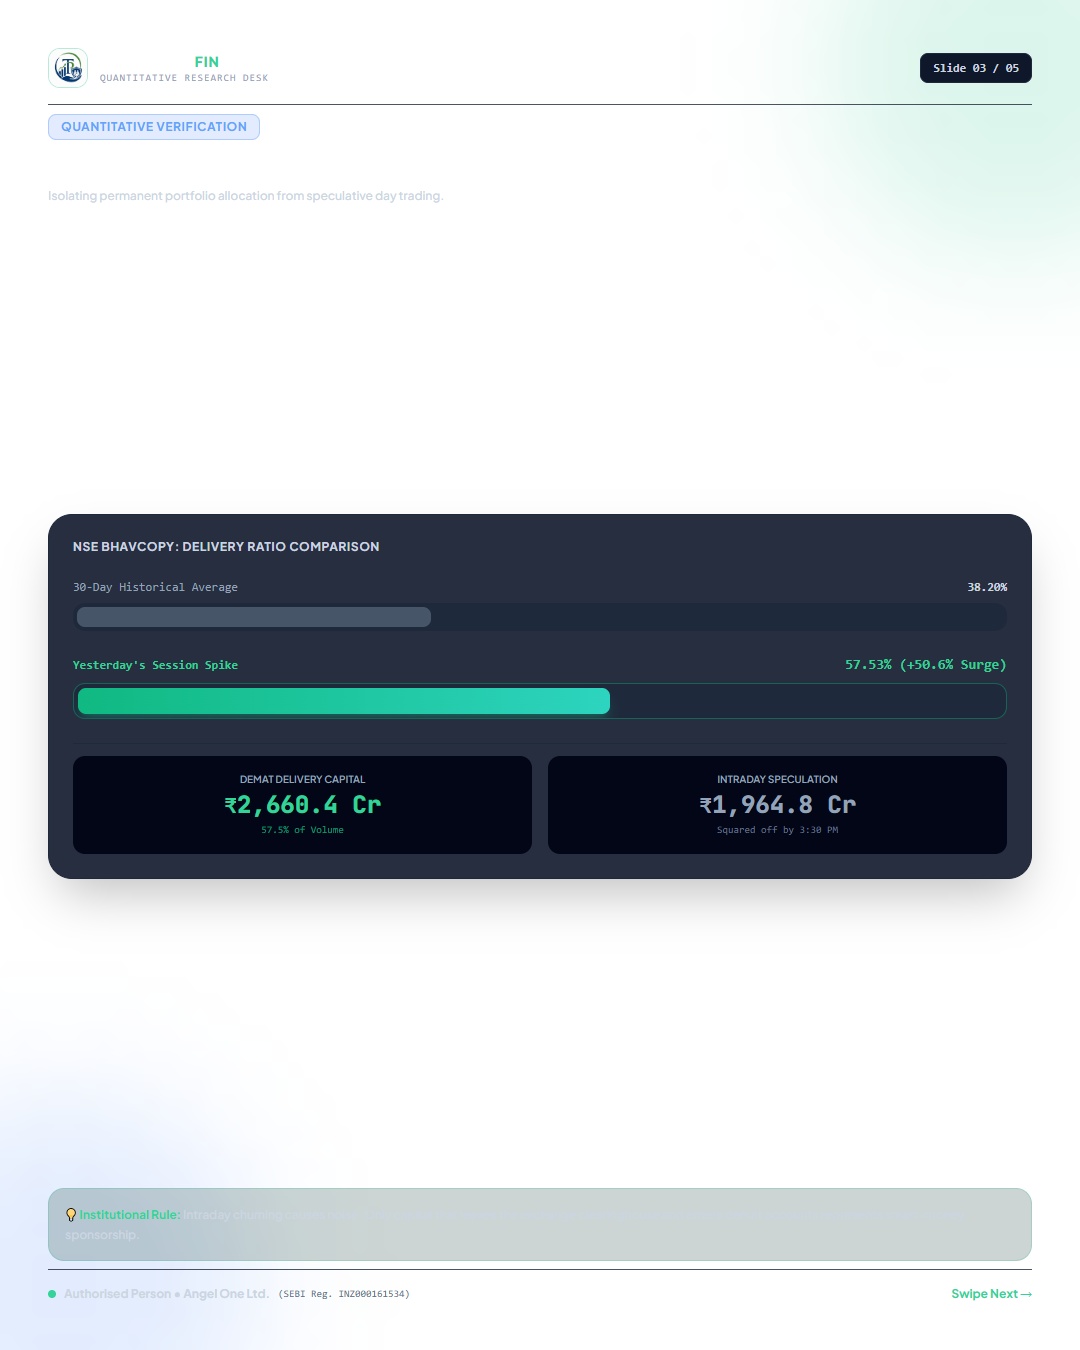 FIN
QUANTITATIVE RESEARCH DESK
Slide 03 / 05
QUANTITATIVE VERIFICATION
Isolating permanent portfolio allocation from speculative day trading.
NSE BHAVCOPY: DELIVERY RATIO COMPARISON
30-Day Historical Average
38.20%
Yesterday's Session Spike
57.53% (+50.6% Surge)
DEMAT DELIVERY CAPITAL
₹2,660.4 Cr
57.5% of Volume
INTRADAY SPECULATION
₹1,964.8 Cr
Squared off by 3:30 PM
💡 Institutional Rule: Intraday churning
sponsorship.
Authorised Person • Angel One Ltd. (SEBI Reg. INZ000161534)
Swipe Next →